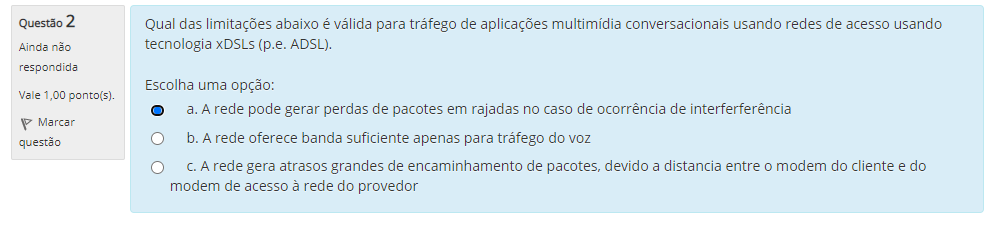 Questão 2
Ainda não
respondida
Vale 1,00 ponto(s).
Marcar
questão
Qual das limitações abaixo é válida para tráfego de aplicações multimídia conversacionais usando redes de acesso usando
tecnologia xDSLs (p.e. ADSL).
Escolha uma opção:
a. A rede pode gerar perdas de pacotes em rajadas no caso de ocorrência de interferferência
b. A rede oferece banda suficiente apenas para tráfego do voz
c. A rede gera atrasos grandes de encaminhamento de pacotes, devido a distancia entre o modem do cliente e do
modem de acesso à rede do provedor